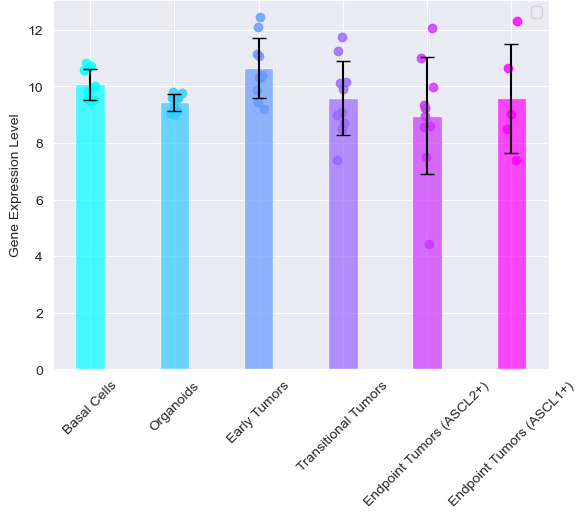 Gene Expression Level
12
10
8
6
4
2
0
Basal Cells
Organoids
Early Tumors
Transitional Tumors
Endpoint Tumors (ASCL2+)
Endpoint Tumors (ASCL1+)